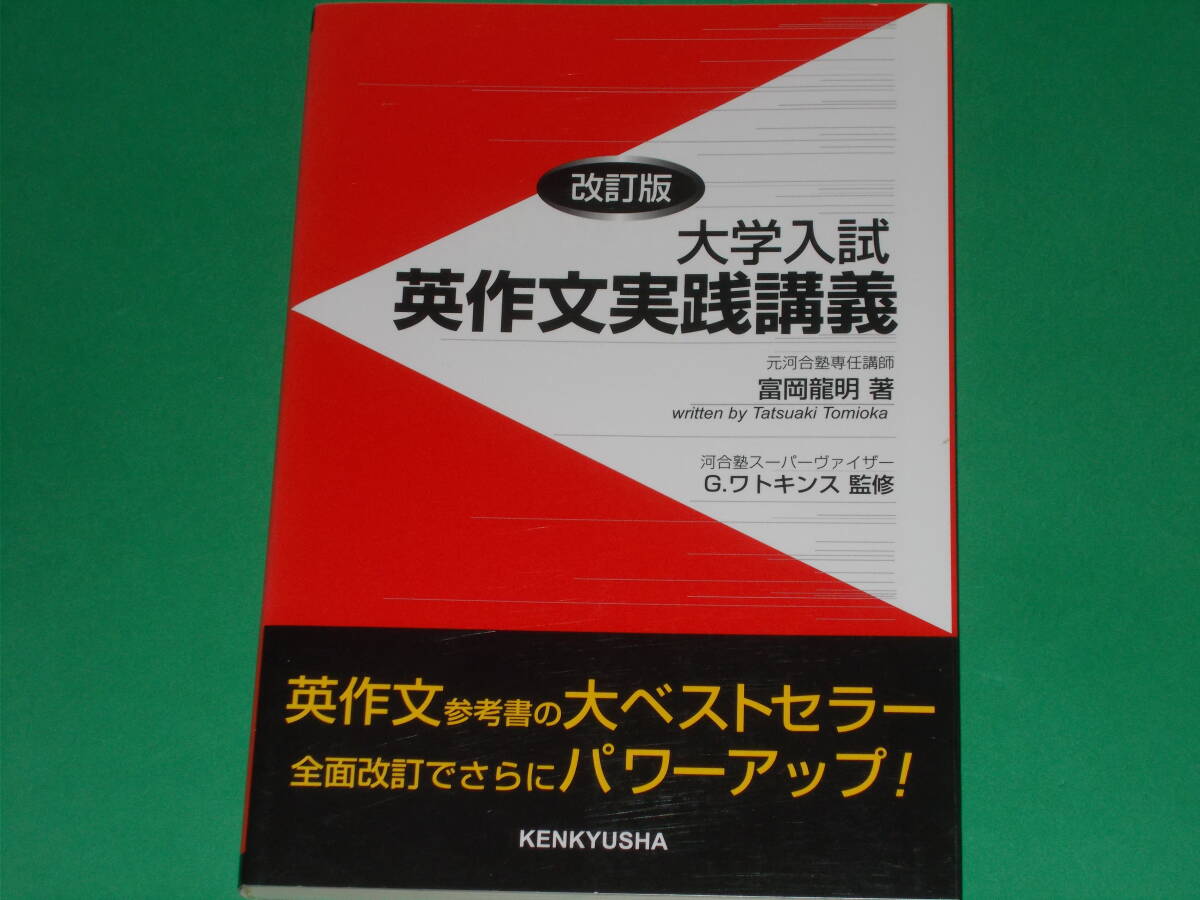 改訂版
大学入試
英作文実践講義
元河合塾専任講師
富岡龍明 著
written by Tatsuaki Tomioka
河合塾スーパーヴァイザー
G.ワトキンス 監修
英作文参考書の大ベストセラー
全面改訂でさらにパワーアップ!
KENKYUSHA